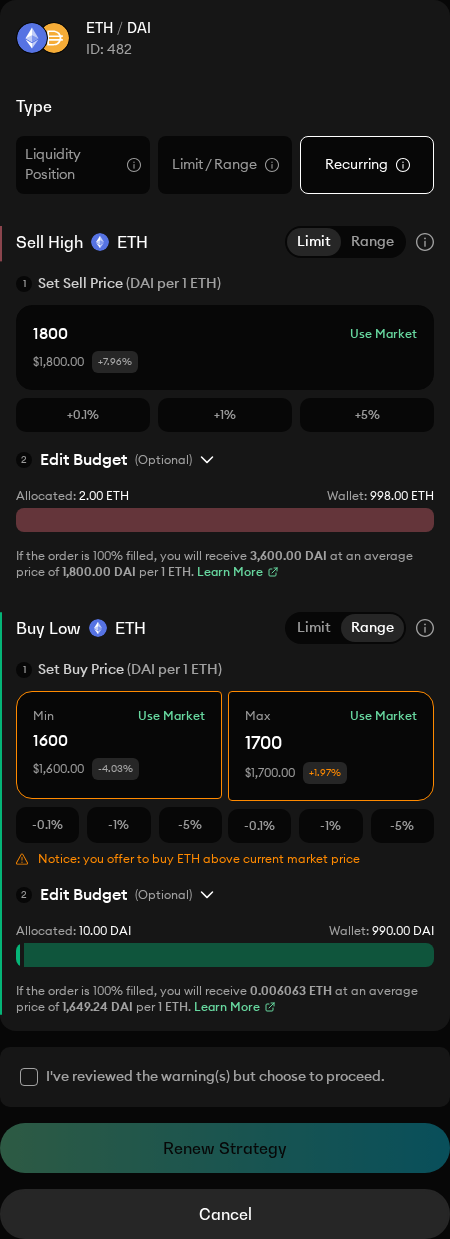 ETH / DAI
ID: 482
Type
Liquidity
Position
Limit / Range
Recurring
Sell High ETH
Limit Range
1 Set Sell Price (DAI per 1 ETH)
1800
Use Market
$1,800.00 +7.96%
+0.1% +1% +5%
2 Edit Budget (Optional)
Allocated: 2.00 ETH
Wallet: 998.00 ETH
If the order is 100% filled, you will receive 3,600.00 DAI at an average
price of 1,800.00 DAI per 1 ETH. Learn More
Buy Low ETH
Limit Range
1 Set Buy Price (DAI per 1 ETH)
Min Use Market
1600
$1,600.00 -4.03%
Max Use Market
1700
$1,700.00 +1.97%
-0.1% -1% -5%
-0.1% -1% -5%
Notice: you offer to buy ETH above current market price
2 Edit Budget (Optional)
Allocated: 10.00 DAI
Wallet: 990.00 DAI
If the order is 100% filled, you will receive 0.006063 ETH at an average
price of 1,649.24 DAI per 1 ETH. Learn More
I've reviewed the warning(s) but choose to proceed.
Renew Strategy
Cancel